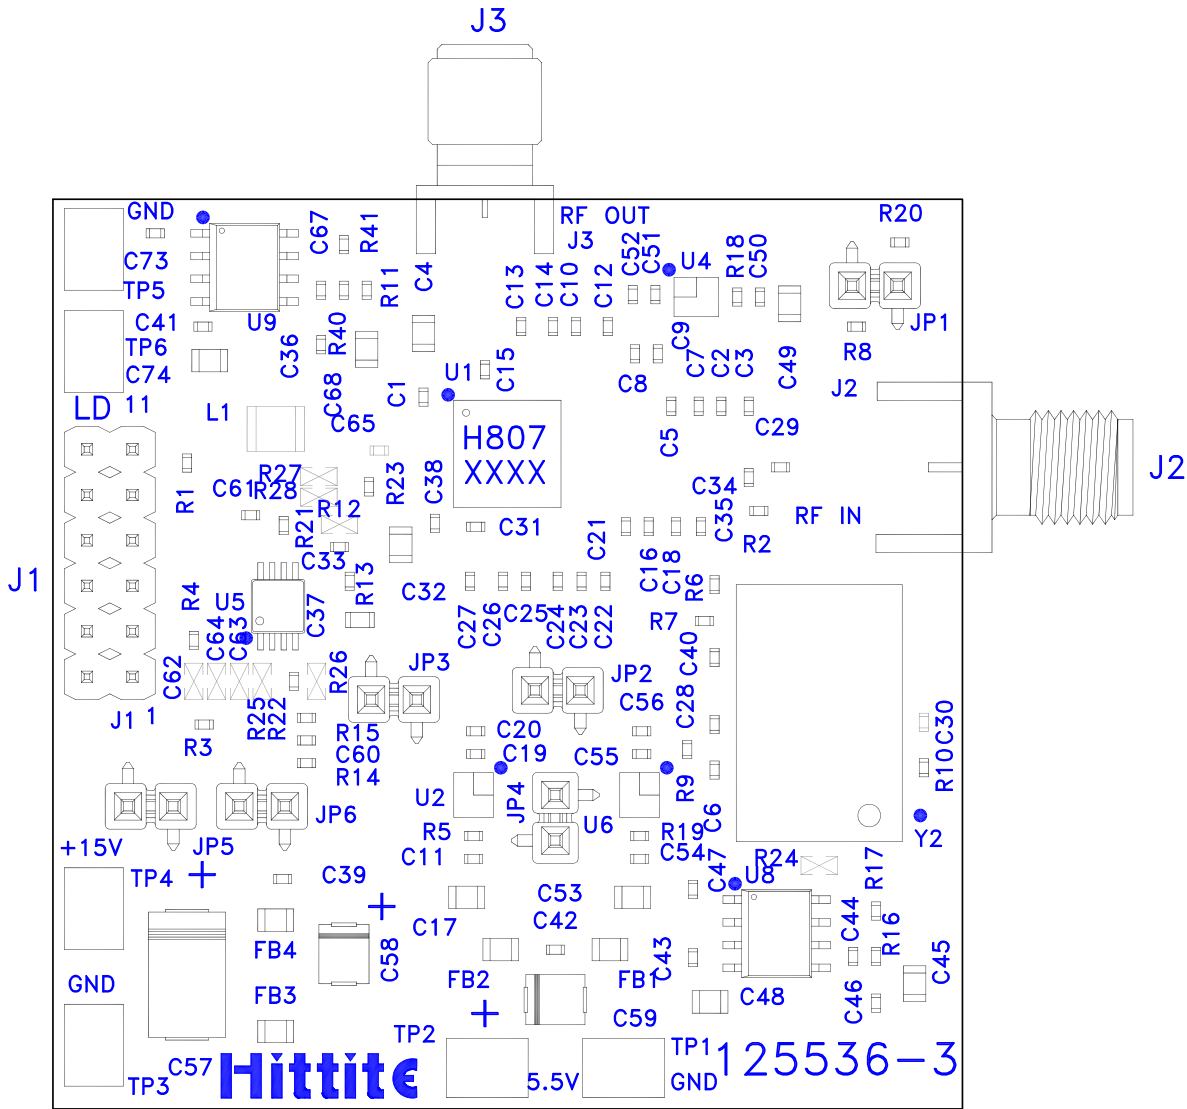 J3
GND
RF OUT
J3
R20
C73
TP5
C67
R41
C4
C52
C51
U4
R18
C50
C41
U9
R11
C13
C14
C10
C12
JP1
TP6
C74
C36
R40
C9
R8
C68
U1
C15
C8
C7
C2
C3
C49
J2
LD
11
L1
C65
C1
C5
C29
H807
XXXX
J2
R1
C61
R27
R28
R12
R23
C38
C34
RF IN
R21
C31
C21
C35
R2
C33
J1
R4
U5
C37
R13
C32
C16
C18
R6
C64
C63
C27
C26
C25
C24
C23
C22
R7
C62
R26
JP3
JP2
C40
J1
1
R3
R25
R22
R15
C60
R14
C20
C19
C56
C55
C28
C30
R10
JP5
JP6
U2
JP4
U6
R9
C6
Y2
+15V
R5
C11
R19
C54
TP4
+
C39
+
C17
C53
C42
C47
U8
R24
R17
FB4
C58
C43
C44
R16
GND
FB3
FB2
+
FB1
C59
C48
C46
C45
TP3
C57
Hittite
TP2
5.5V
TP1
GND
125536-3